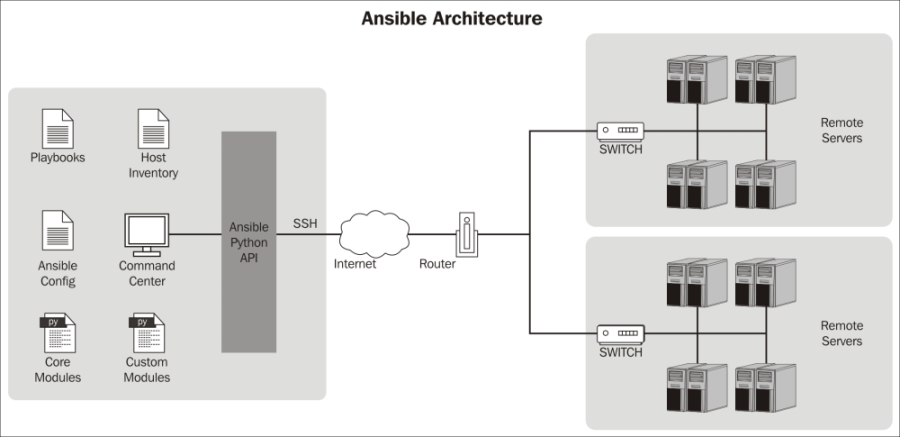 Ansible Architecture
Playbooks
Host
Inventory
Ansible
Config
Command
Center
py
Core
Modules
py
Custom
Modules
Ansible
Python
API
SSH
Internet
Router
SWITCH
Remote
Servers
SWITCH
Remote
Servers